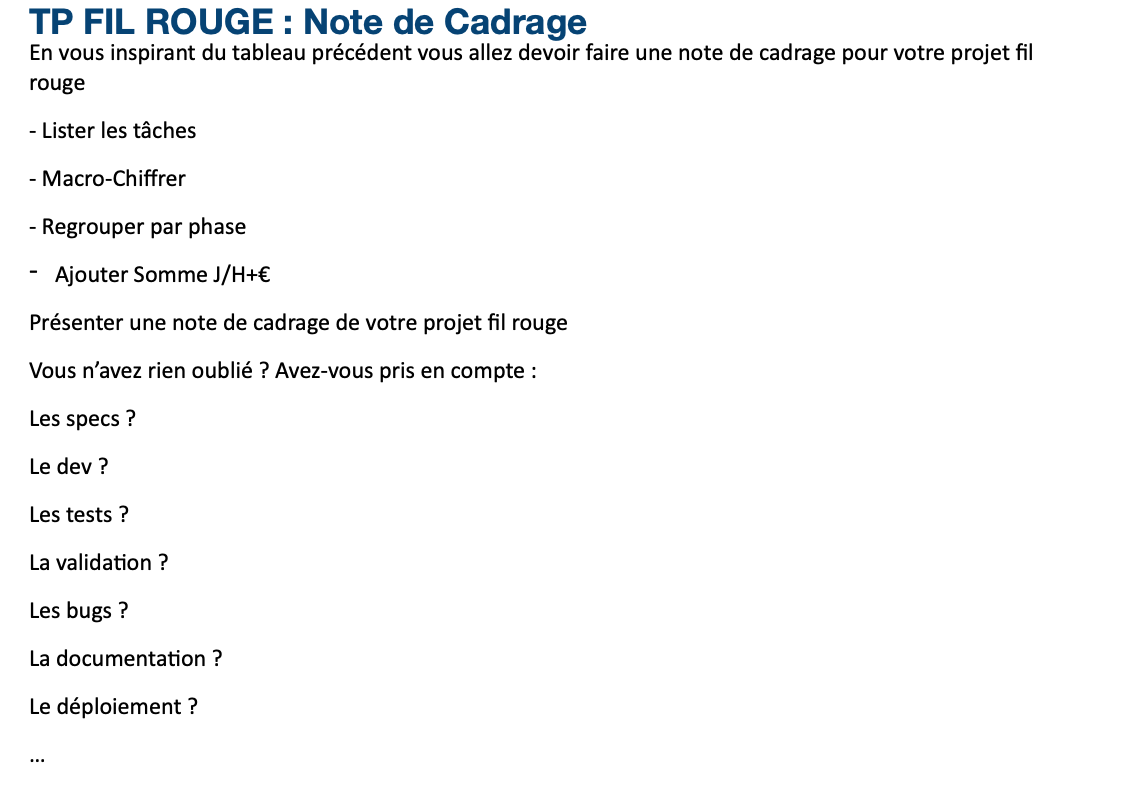 TP FIL ROUGE : Note de Cadrage
En vous inspirant du tableau précédent vous allez devoir faire une note de cadrage pour votre projet fil
rouge
- Lister les tâches
- Macro-Chiffrer
- Regrouper par phase
- Ajouter Somme J/H+€
Présenter une note de cadrage de votre projet fil rouge
Vous n’avez rien oublié ? Avez-vous pris en compte :
Les specs ?
Le dev ?
Les tests ?
La validation ?
Les bugs ?
La documentation ?
Le déploiement ?
...